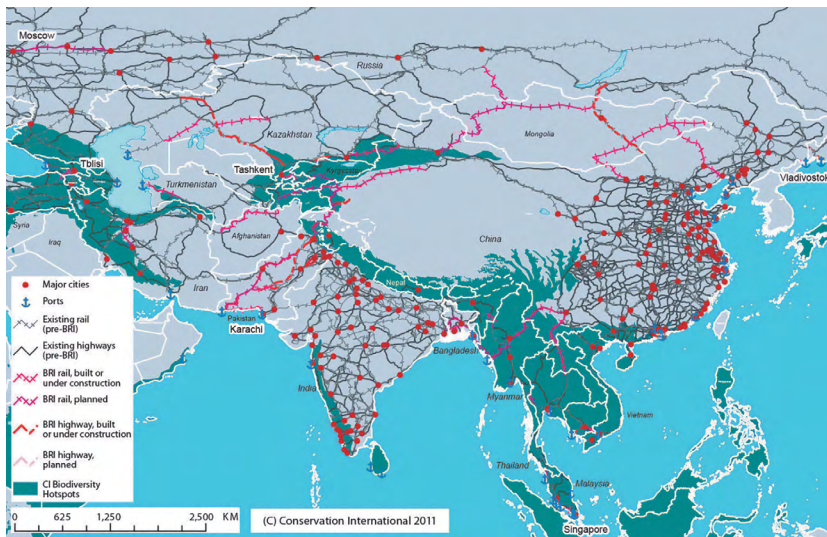 Moscow
Russia
Kazakhstan
Mongolia
Tblisi
Tashkent
Kyrgyzstan
Vladivostok
Turkmenistan
Syria
Iraq
Afghanistan
China
Iran
Nepal
Pakistan
Karachi
Bangladesh
India
Myanmar
Vietnam
Thailand
Malaysia
Singapore
Major cities
Ports
Existing rail
(pre-BRI)
Existing highways
(pre-BRI)
BRI rail, built or
under construction
BRI rail, planned
BRI highway, built
or under construction
BRI highway,
planned
CI Biodiversity
Hotspots
0 625 1,250 2,500 KM
(C) Conservation International 2011